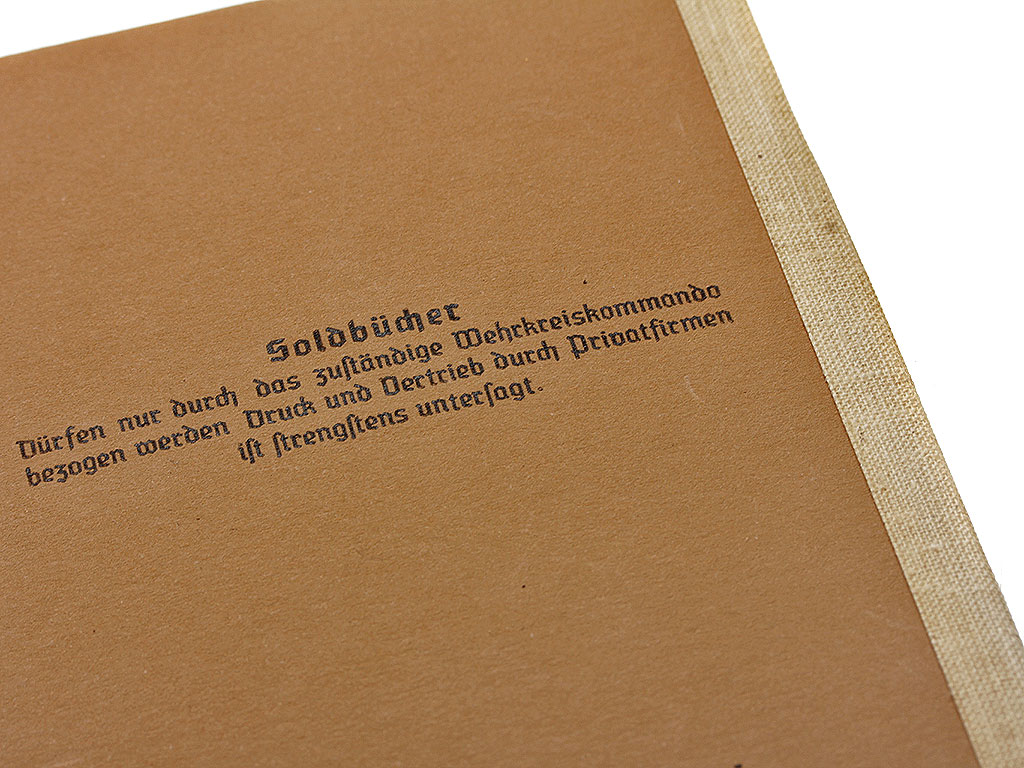 Soldbücher
Dürfen nur durch das zuständige Wehrkreiskommando
bezogen werden Druck und Vertrieb durch Privatfirmen
ist strengstens untersagt.